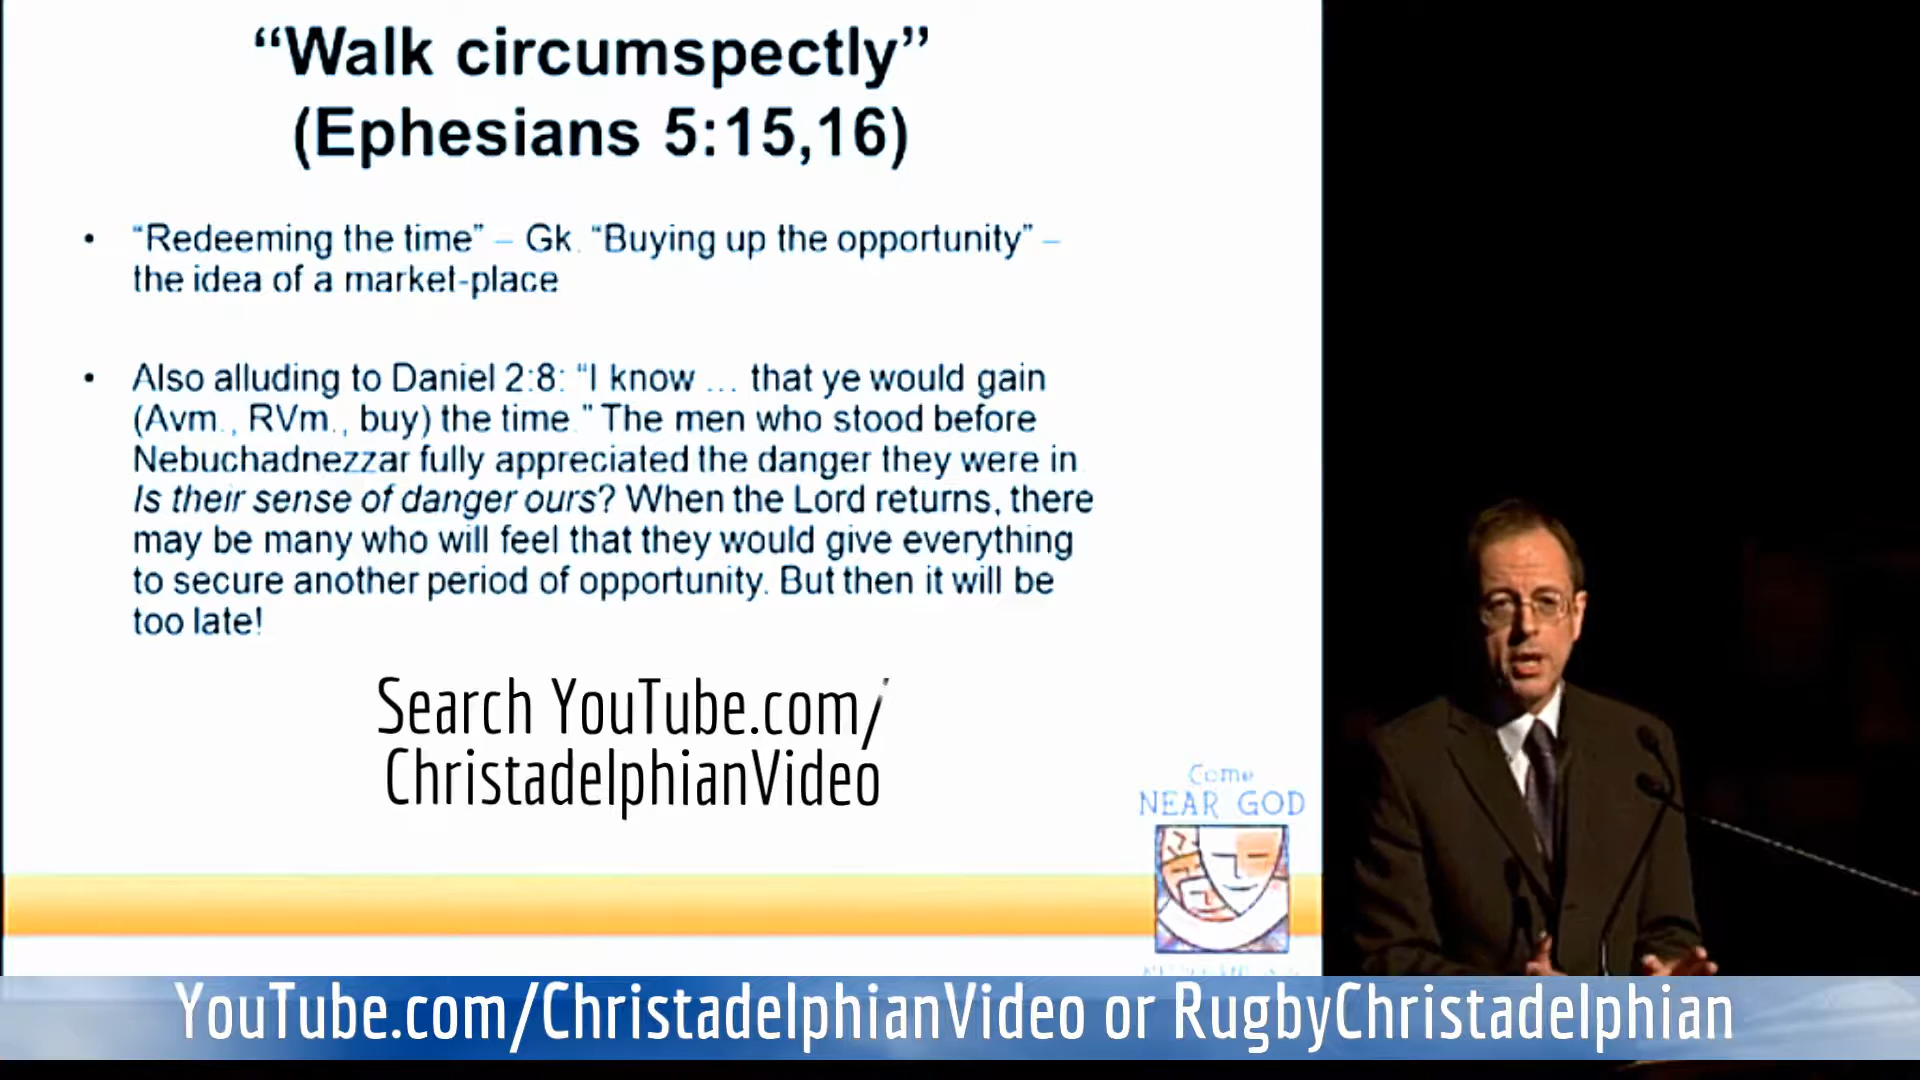 “Walk circumspectly”
(Ephesians 5:15,16)
• “Redeeming the time” – Gk. “Buying up the opportunity” –
the idea of a market-place
• Also alluding to Daniel 2:8: “I know … that ye would gain
(Avm., RVm., buy) the time.” The men who stood before
Nebuchadnezzar fully appreciated the danger they were in.
Is their sense of danger ours? When the Lord returns, there
may be many who will feel that they would give everything
to secure another period of opportunity. But then it will be
too late!
Search YouTube.com/
ChristadelphianVideo
Come
NEAR GOD
YouTube.com/ChristadelphianVideo or RugbyChristadelphian